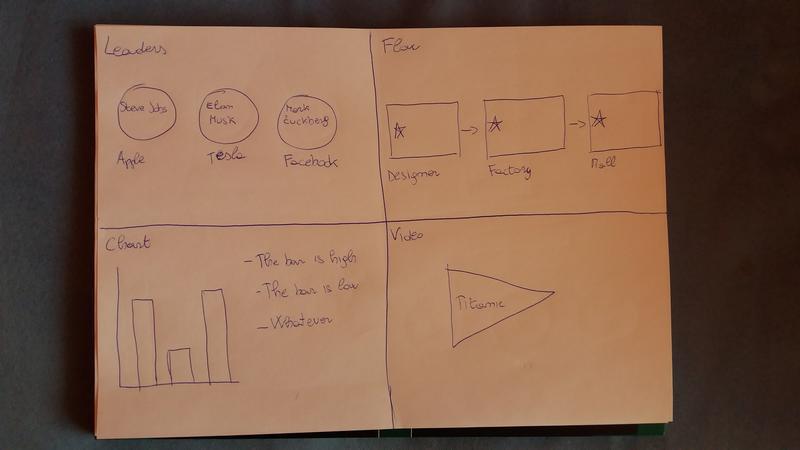 Leaders
Steve Jobs
Elon
Musk
Mark
Zuckberg
Apple
Tesla
Facebook
Flow
Designer
Factory
Mall
Chart
- The bar is high
- The bar is low
- Whatever
Video
Titanic